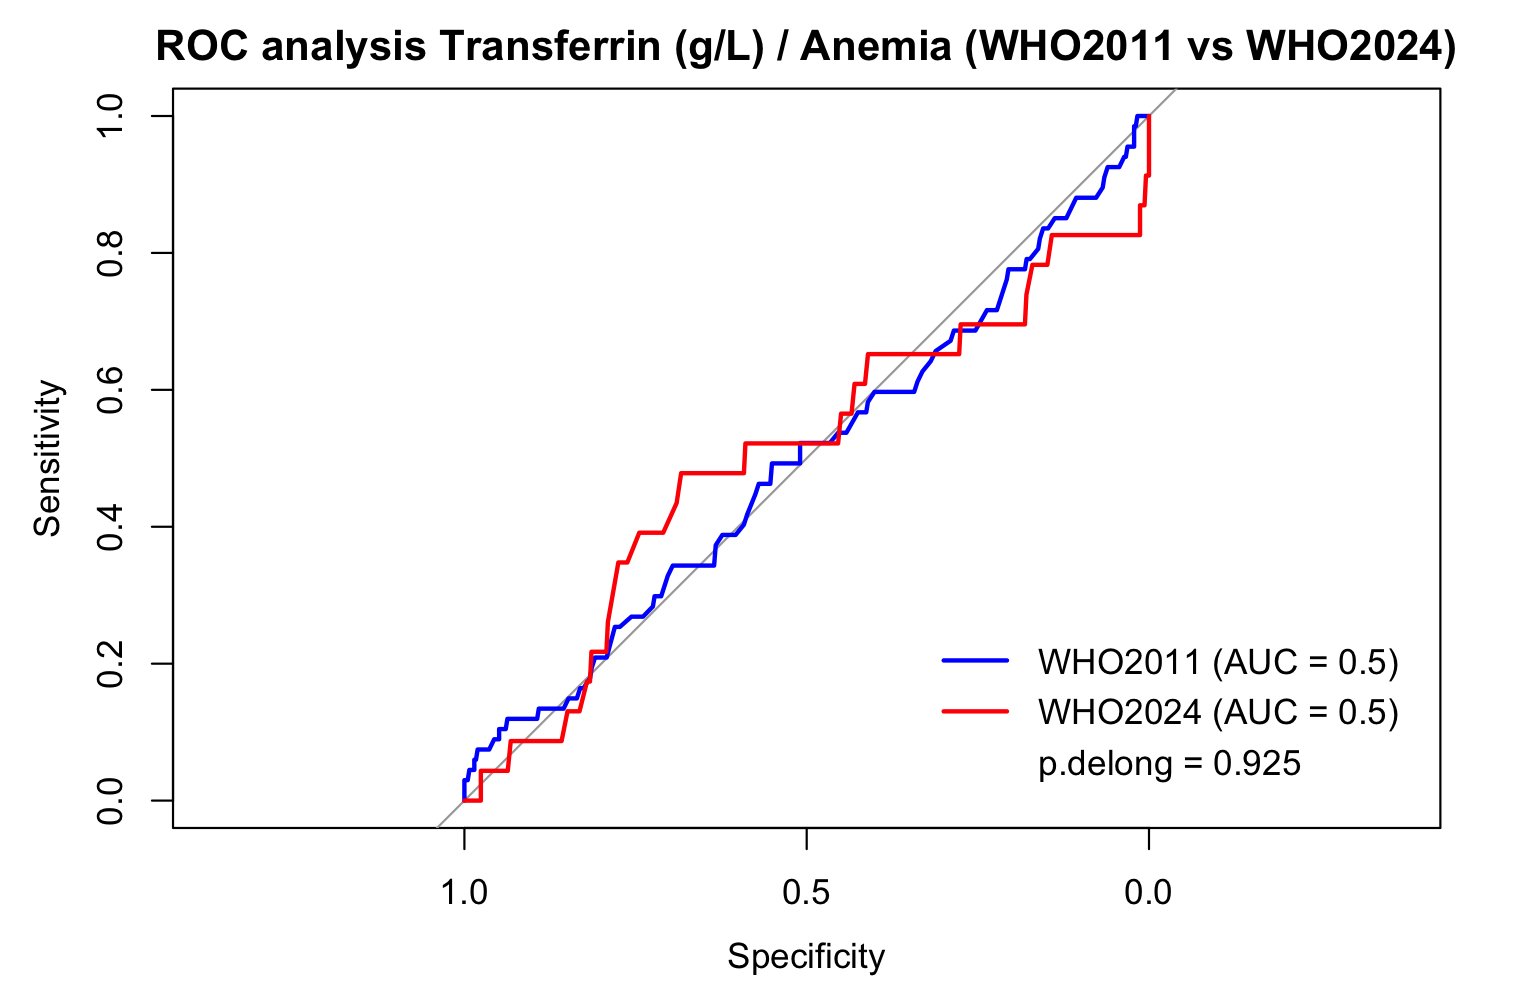 ROC analysis Transferrin (g/L) / Anemia (WHO2011 vs WHO2024)
Sensitivity
1.0
0.8
0.6
0.4
0.2
0.0
WHO2011 (AUC = 0.5)
WHO2024 (AUC = 0.5)
p.delong = 0.925
1.0 0.5 0.0
Specificity